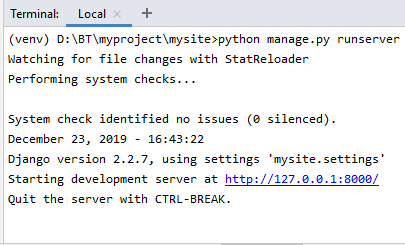 Terminal: Local × +
(venv) D:\BT\myproject\mysite>python manage.py runserver
Watching for file changes with StatReloader
Performing system checks...
System check identified no issues (0 silenced).
December 23, 2019 - 16:43:22
Django version 2.2.7, using settings 'mysite.settings'
Starting development server at http://127.0.0.1:8000/
Quit the server with CTRL-BREAK.